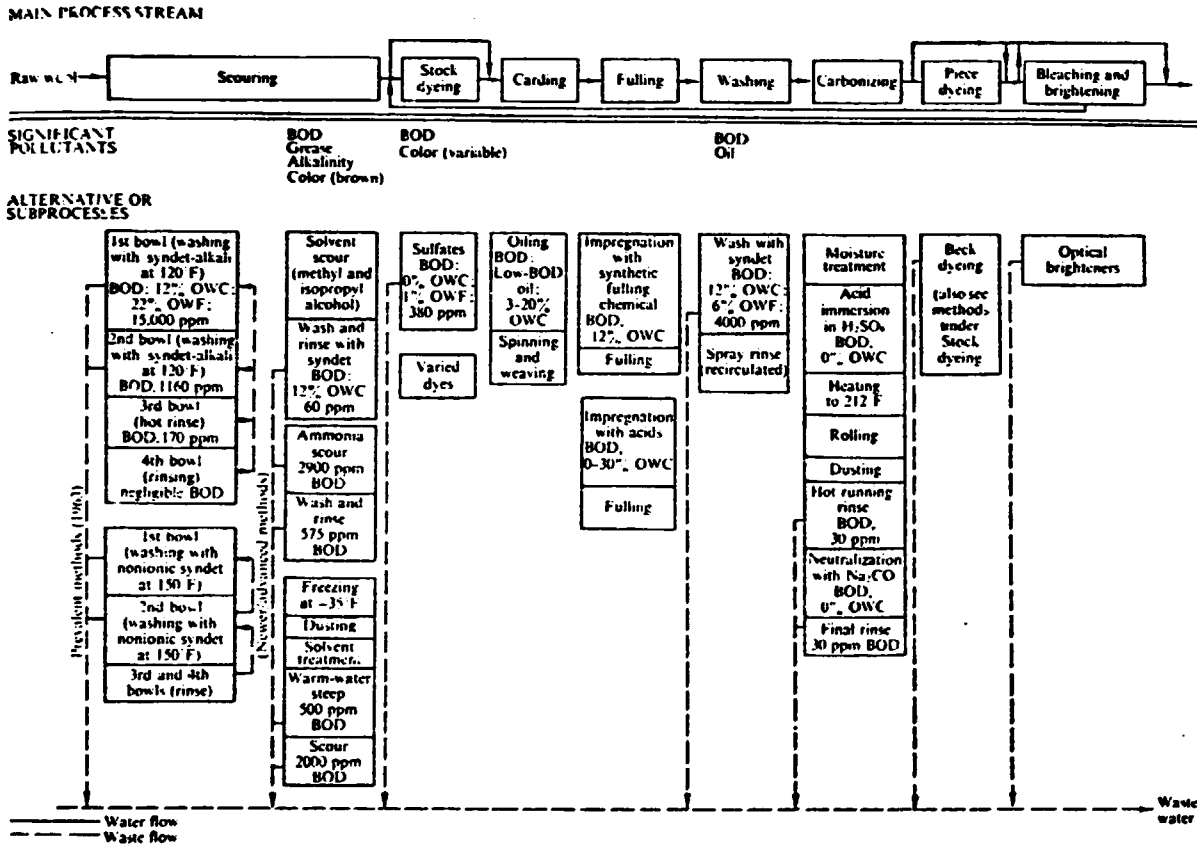 MAIN PROCESS STREAM
Raw wool
Scouring
Stock
dyeing
Carding
Fulling
Washing
Carbonizing
Piece
dyeing
Bleaching and
brightening
SIGNIFICANT
POLLUTANTS
BOD
Grease
Alkalinity
Color (brown)
BOD
Color (variable)
BOD
Oil
ALTERNATIVE OR
SUBPROCESSES
Prevalent methods (1963)
1st bowl (washing
with syndet-alkali
at 120°F)
BOD: 12% OWC;
22% OWF;
15,000 ppm
2nd bowl (washing
with syndet-alkali
at 120°F)
BOD, 1160 ppm
3rd bowl
(hot rinse)
BOD, 170 ppm
4th bowl
(rinsing)
negligible BOD
1st bowl
(washing with
nonionic syndet
at 150°F)
2nd bowl
(washing with
nonionic syndet
at 150°F)
3rd and 4th
bowls (rinse)
(Newer/advanced methods)
Solvent
scour
(methyl and
isopropyl
alcohol)
Wash and
rinse with
syndet
BOD:
12% OWC
60 ppm
Ammonia
scour
2900 ppm
BOD
Wash and
rinse
575 ppm
BOD
Freezing
at -35°F
Dusting
Solvent
treatment
Warm-water
steep
500 ppm
BOD
Scour
2000 ppm
BOD
Sulfates
BOD:
0% OWC;
1% OWF;
380 ppm
Varied
dyes
Oiling
BOD:
Low-BOD
oil:
3-20%
OWC
Spinning
and
weaving
Impregnation
with
synthetic
fulling
chemical
BOD,
12% OWC
Fulling
Impregnation
with acids
BOD,
0-30% OWC
Fulling
Wash with
syndet
BOD:
12% OWC;
6% OWF;
4000 ppm
Spray rinse
(recirculated)
Moisture
treatment
Acid
immersion
in H₂SO₄
BOD,
0% OWC
Heating
to 212 F
Rolling
Dusting
Hot running
rinse
BOD,
30 ppm
Neutralization
with Na₂CO
BOD,
0% OWC
Final rinse
30 ppm BOD
Beck
dyeing
(also see
methods
under
Stock
dyeing)
Optical
brighteners
Waste
water
Water flow
Waste flow